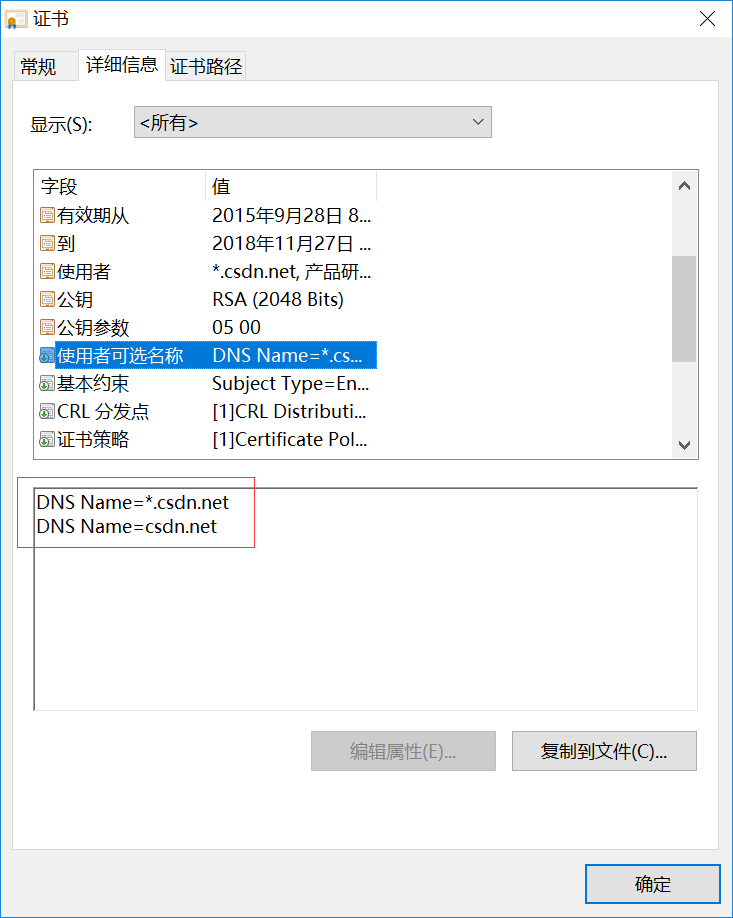 证书
常规 详细信息 证书路径
显示(S): <所有>
字段 值
有效期从 2015年9月28日 8...
到 2018年11月27日 ...
使用者 *.csdn.net, 产品研...
公钥 RSA (2048 Bits)
公钥参数 05 00
使用者可选名称 DNS Name=*.cs...
基本约束 Subject Type=En...
CRL 分发点 [1]CRL Distributi...
证书策略 [1]Certificate Pol...
DNS Name=*.csdn.net
DNS Name=csdn.net
编辑属性(E)... 复制到文件(C)...
确定